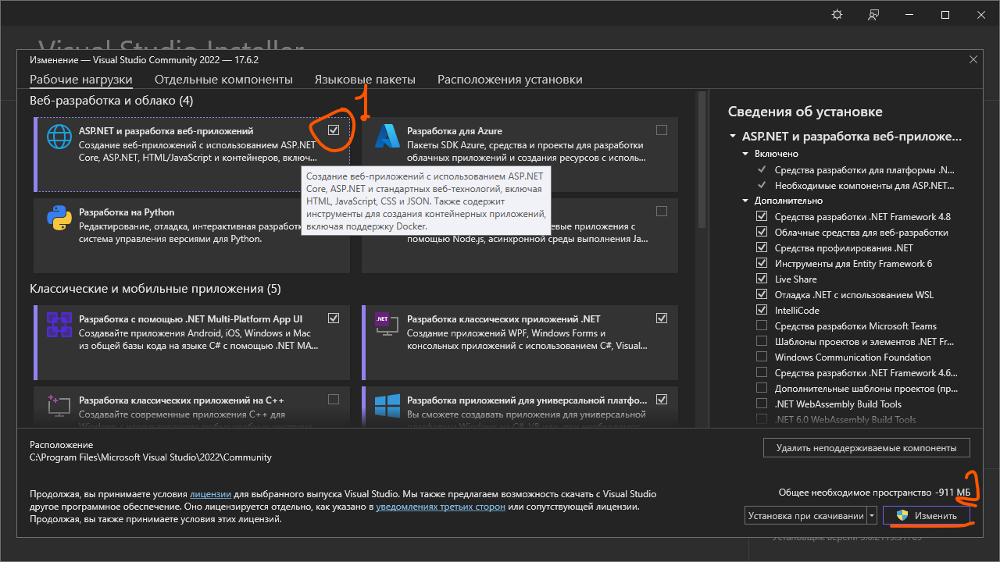 Visual Studio Installer
Изменение — Visual Studio Community 2022 — 17.6.2
Рабочие нагрузки
Отдельные компоненты
Языковые пакеты
Расположения установки
Веб-разработка и облако (4)
1
ASP.NET и разработка веб-приложений
Создание веб-приложений с использованием ASP.NET
Core, ASP.NET, HTML/JavaScript и контейнеров, включ...
Разработка для Azure
Пакеты SDK Azure, средства и проекты для разработки
облачных приложений и создания ресурсов с исполь...
Создание веб-приложений с использованием ASP.NET
Core, ASP.NET и стандартных веб-технологий, включая
HTML, JavaScript, CSS и JSON. Также содержит
инструменты для создания контейнерных приложений,
включая поддержку Docker.
Разработка на Python
Редактирование, отладка, интерактивная разработк
система управления версиями для Python.
евые приложения с
помощью Node.js, асинхронной среды выполнения Ja...
Классические и мобильные приложения (5)
Разработка с помощью .NET Multi-Platform App UI
Создавайте приложения Android, iOS, Windows и Mac
из общей базы кода на языке C# с помощью .NET MA...
.NET
Разработка классических приложений .NET
Создание приложений WPF, Windows Forms и
консольных приложений с использованием C#, Visual...
Разработка классических приложений на C++
Создавайте современные приложения C++ для
Разработка приложений для универсальной платфо...
Вы сможете создавать приложения для универсальной
Сведения об установке
ASP.NET и разработка веб-приложе...
Включено
Средства разработки для платформы .N...
Необходимые компоненты для ASP.NET...
Дополнительно
Средства разработки .NET Framework 4.8
Облачные средства для веб-разработки
Средства профилирования .NET
Инструменты для Entity Framework 6
Live Share
Отладка .NET с использованием WSL
IntelliCode
Средства разработки Microsoft Teams
Шаблоны проектов и элементов .NET Fr...
Windows Communication Foundation
Средства разработки .NET Framework 4.6...
Дополнительные шаблоны проектов (пр...
.NET WebAssembly Build Tools
.NET 6.0 WebAssembly Build Tools
Расположение
C:\Program Files\Microsoft Visual Studio\2022\Community
Удалить неподдерживаемые компоненты
Продолжая, вы принимаете условия лицензии для выбранного выпуска Visual Studio. Мы также предлагаем возможность скачать с Visual Studio
другое программное обеспечение. Оно лицензируется отдельно, как указано в уведомлениях третьих сторон или сопутствующей лицензии.
Продолжая, вы также принимаете условия этих лицензий.
2
Общее необходимое пространство -911 МБ
Установка при скачивании
Изменить